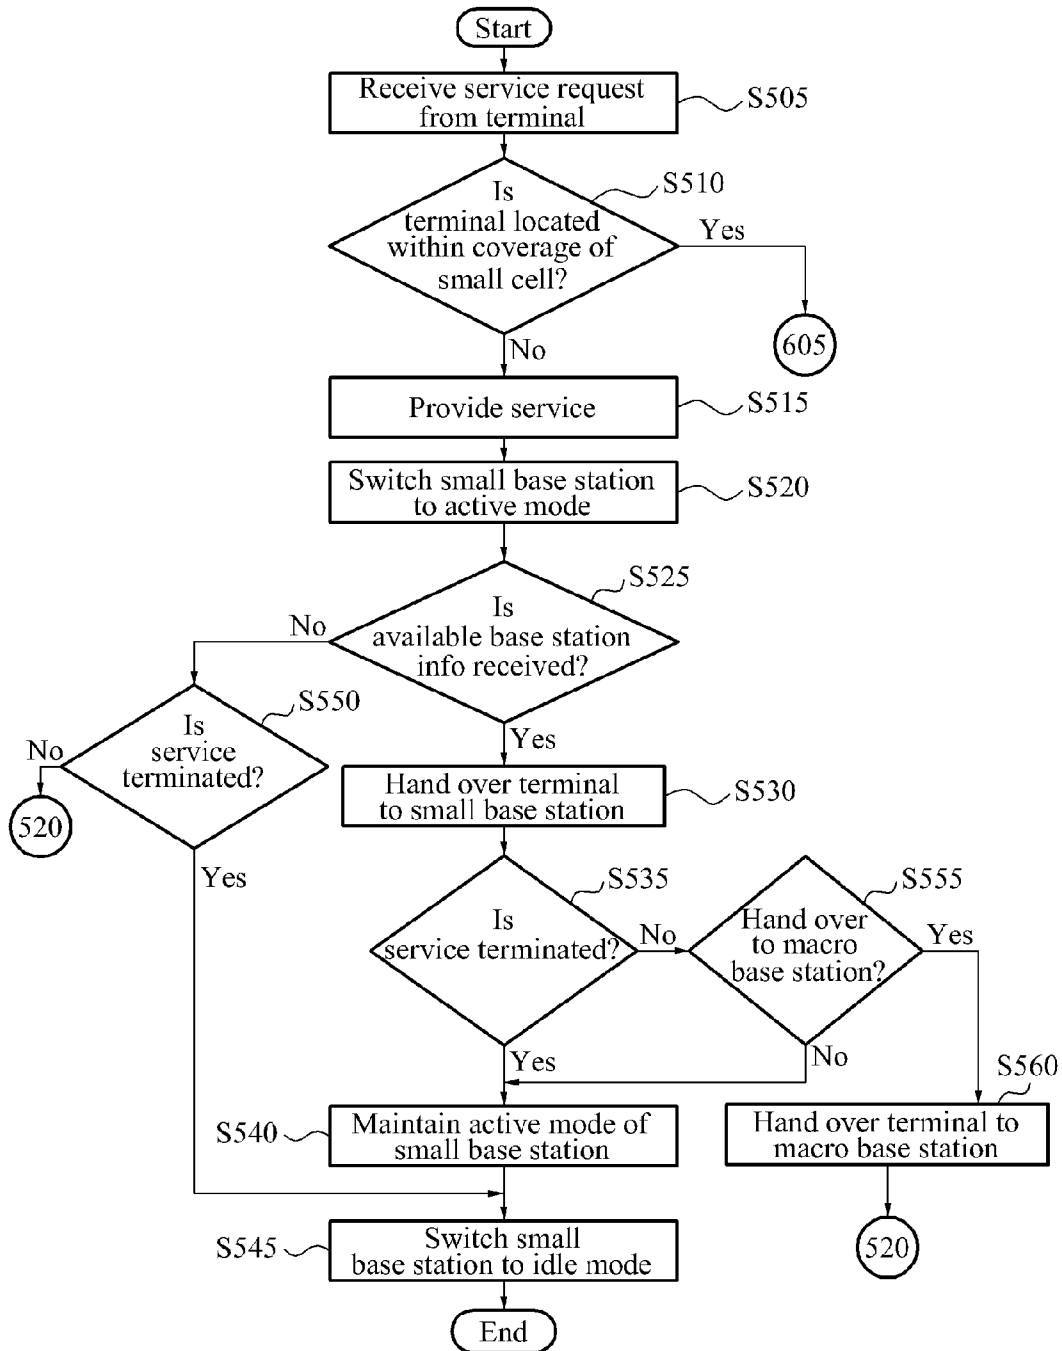 Start
Receive service request
from terminal
S505
Is
terminal located
within coverage of
small cell?
S510
Yes
605
No
Provide service
S515
Switch small base station
to active mode
S520
Is
available base station
info received?
S525
No
Is
service
terminated?
S550
No
520
Yes
Yes
Hand over terminal
to small base station
S530
Is
service terminated?
S535
No
Hand over
to macro
base station?
S555
Yes
Yes
No
S540
Maintain active mode of
small base station
S560
Hand over terminal to
macro base station
520
S545
Switch small
base station to idle mode
End